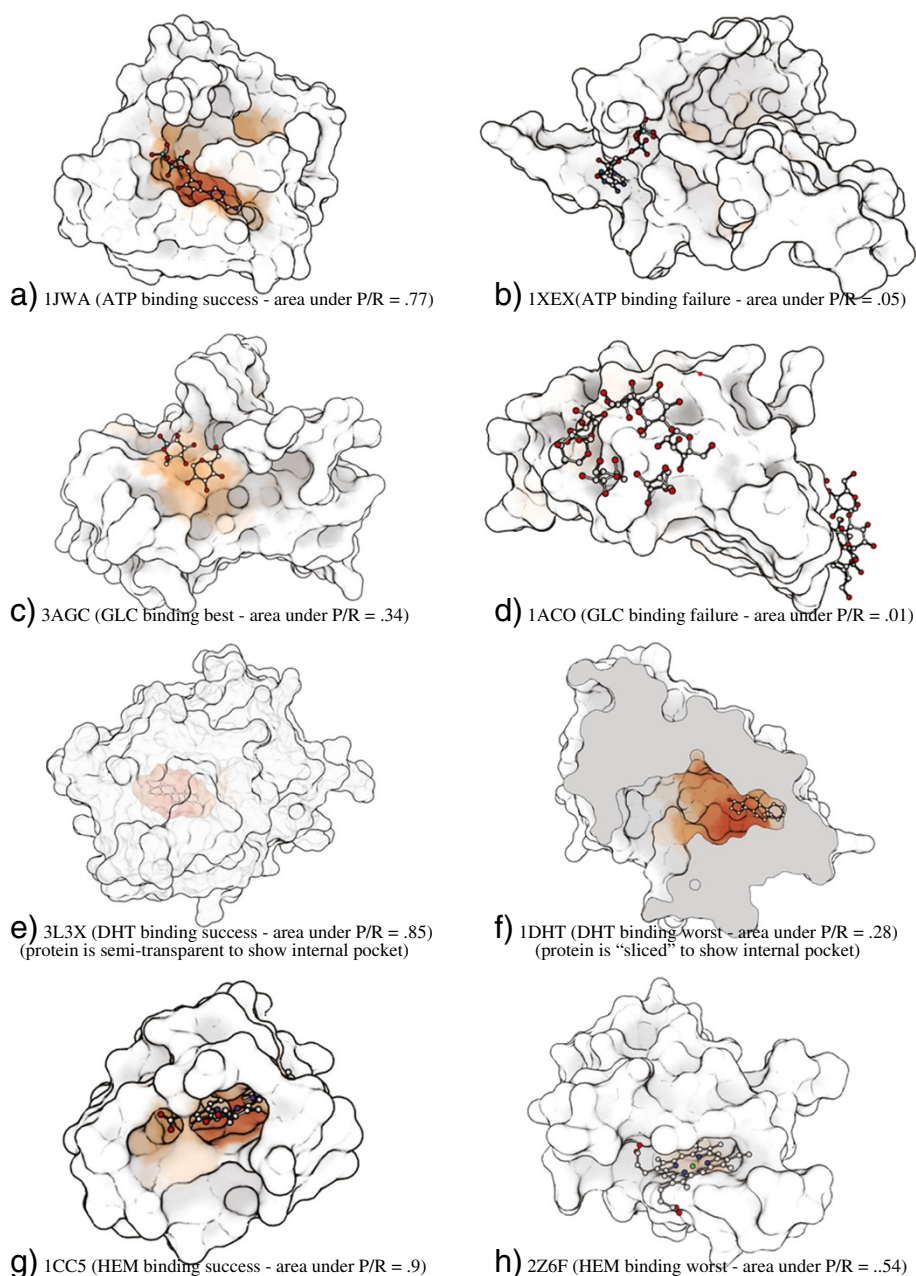 a) 1JWA (ATP binding success - area under P/R = .77)
b) 1XEX(ATP binding failure - area under P/R = .05)
c) 3AGC (GLC binding best - area under P/R = .34)
d) 1ACO (GLC binding failure - area under P/R = .01)
e) 3L3X (DHT binding success - area under P/R = .85)
(protein is semi-transparent to show internal pocket)
f) 1DHT (DHT binding worst - area under P/R = .28)
(protein is “sliced” to show internal pocket)
g) 1CC5 (HEM binding success - area under P/R = .9)
h) 2Z6F (HEM binding worst - area under P/R = ..54)